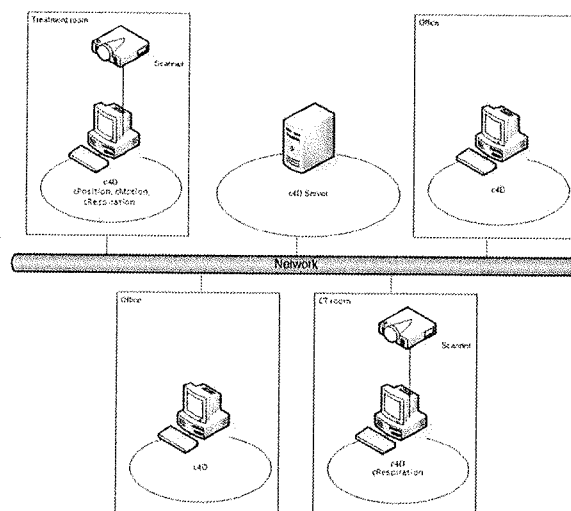 Treatment room
Scanner
c4D
cPosition, cMotion,
cRespiration
c4D Server
Office
c4D
Network
Office
c4D
CT room
Scanner
c4D
cRespiration